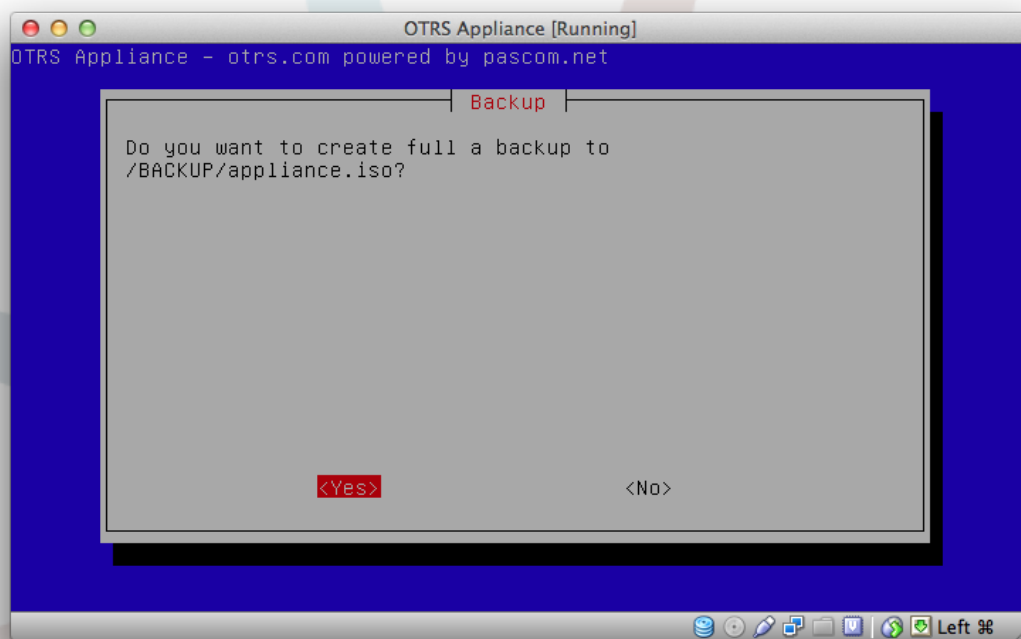 OTRS Appliance [Running]
OTRS Appliance – otrs.com powered by pascom.net
Backup
Do you want to create full a backup to
/BACKUP/appliance.iso?
<Yes> <No>
Left ⌘